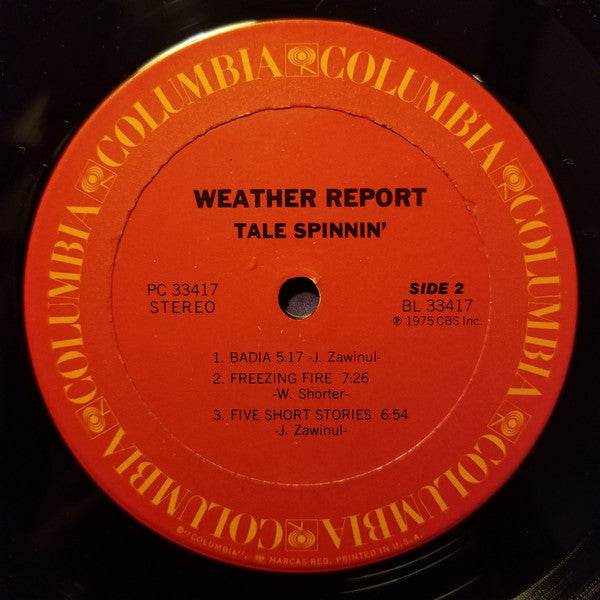 COLUMBIA COLUMBIA COLUMBIA COLUMBIA COLUMBIA COLUMBIA
WEATHER REPORT
TALE SPINNIN'
PC 33417
STEREO
SIDE 2
BL 33417
℗ 1975 CBS Inc.
1. BADIA 5:17 -J. Zawinul-
2. FREEZING FIRE 7:26
-W. Shorter-
3. FIVE SHORT STORIES 6:54
-J. Zawinul-
®"COLUMBIA", ꟿ MARCAS REG. PRINTED IN U.S.A.